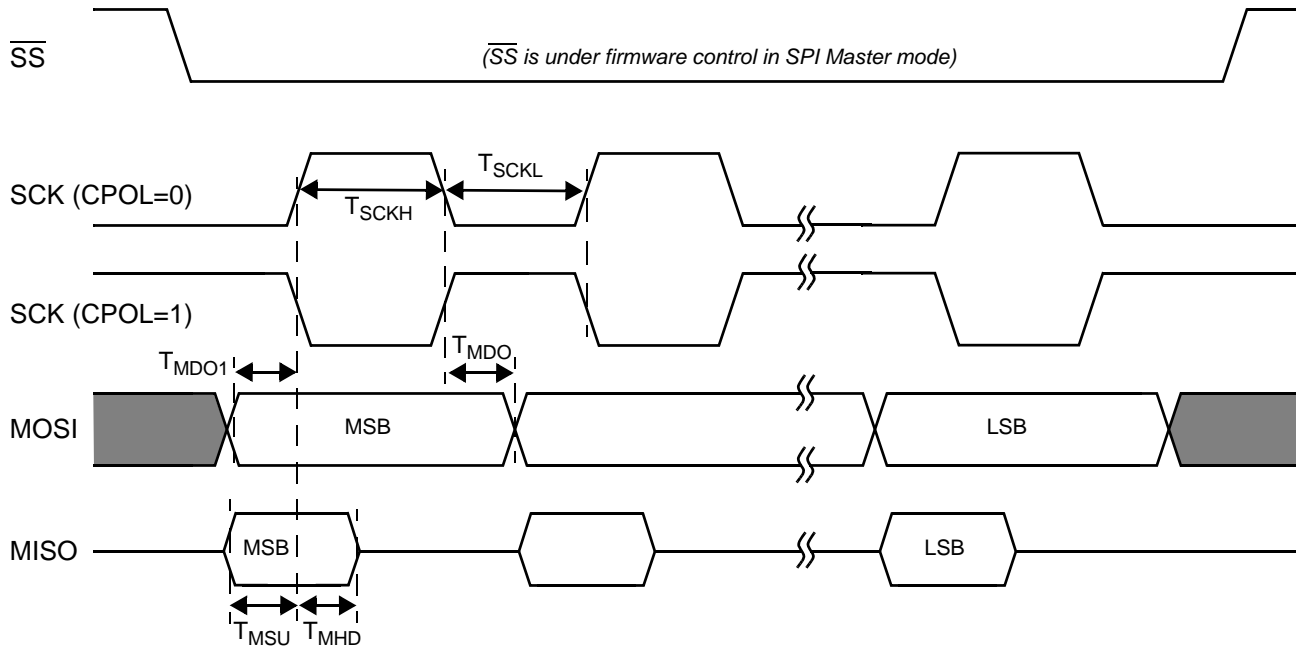 SS
(SS is under firmware control in SPI Master mode)
SCK (CPOL=0)
TSCKH
TSCKL
SCK (CPOL=1)
TMDO1
TMDO
MOSI
MSB
LSB
MISO
MSB
LSB
TMSU
TMHD